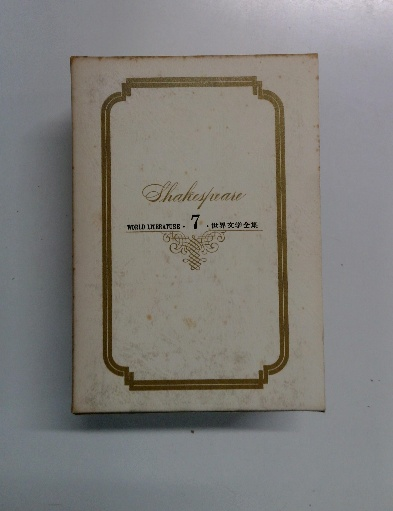 Shakespeare
WORLD LITERATURE · 7 · 世界文学全集